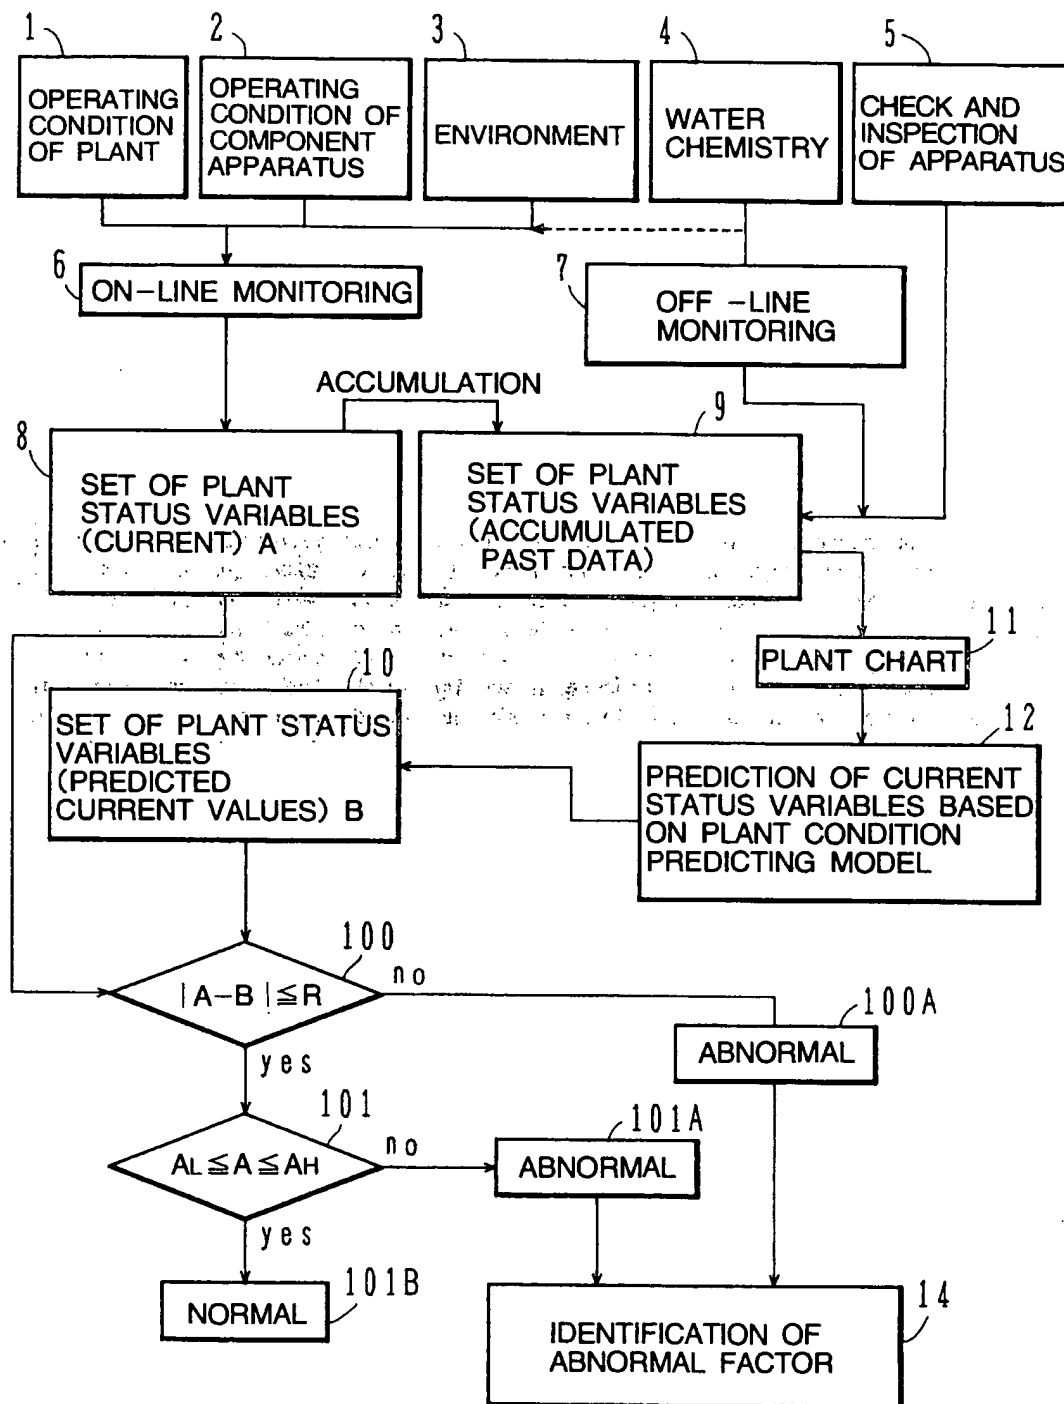 1
2
3
4
5
OPERATING
CONDITION
OF PLANT
OPERATING
CONDITION OF
COMPONENT
APPARATUS
ENVIRONMENT
WATER
CHEMISTRY
CHECK AND
INSPECTION
OF APPARATUS
6
ON-LINE MONITORING
7
OFF -LINE
MONITORING
ACCUMULATION
8
SET OF PLANT
STATUS VARIABLES
(CURRENT) A
9
SET OF PLANT
STATUS VARIABLES
(ACCUMULATED
PAST DATA)
11
PLANT CHART
10
SET OF PLANT STATUS
VARIABLES
(PREDICTED
CURRENT VALUES) B
12
PREDICTION OF CURRENT
STATUS VARIABLES BASED
ON PLANT CONDITION
PREDICTING MODEL
100
|A-B|≦R
no
yes
100A
ABNORMAL
101
AL≦A≦AH
no
yes
101A
ABNORMAL
101B
NORMAL
14
IDENTIFICATION OF
ABNORMAL FACTOR